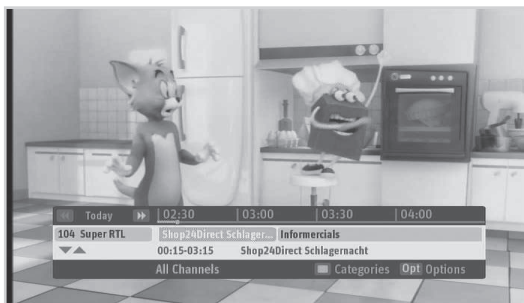 Today 02:30 03:00 03:30 04:00
104 Super RTL Shop24Direct Schlager... Informercials
00:15-03:15 Shop24Direct Schlagernacht
All Channels Categories Opt Options